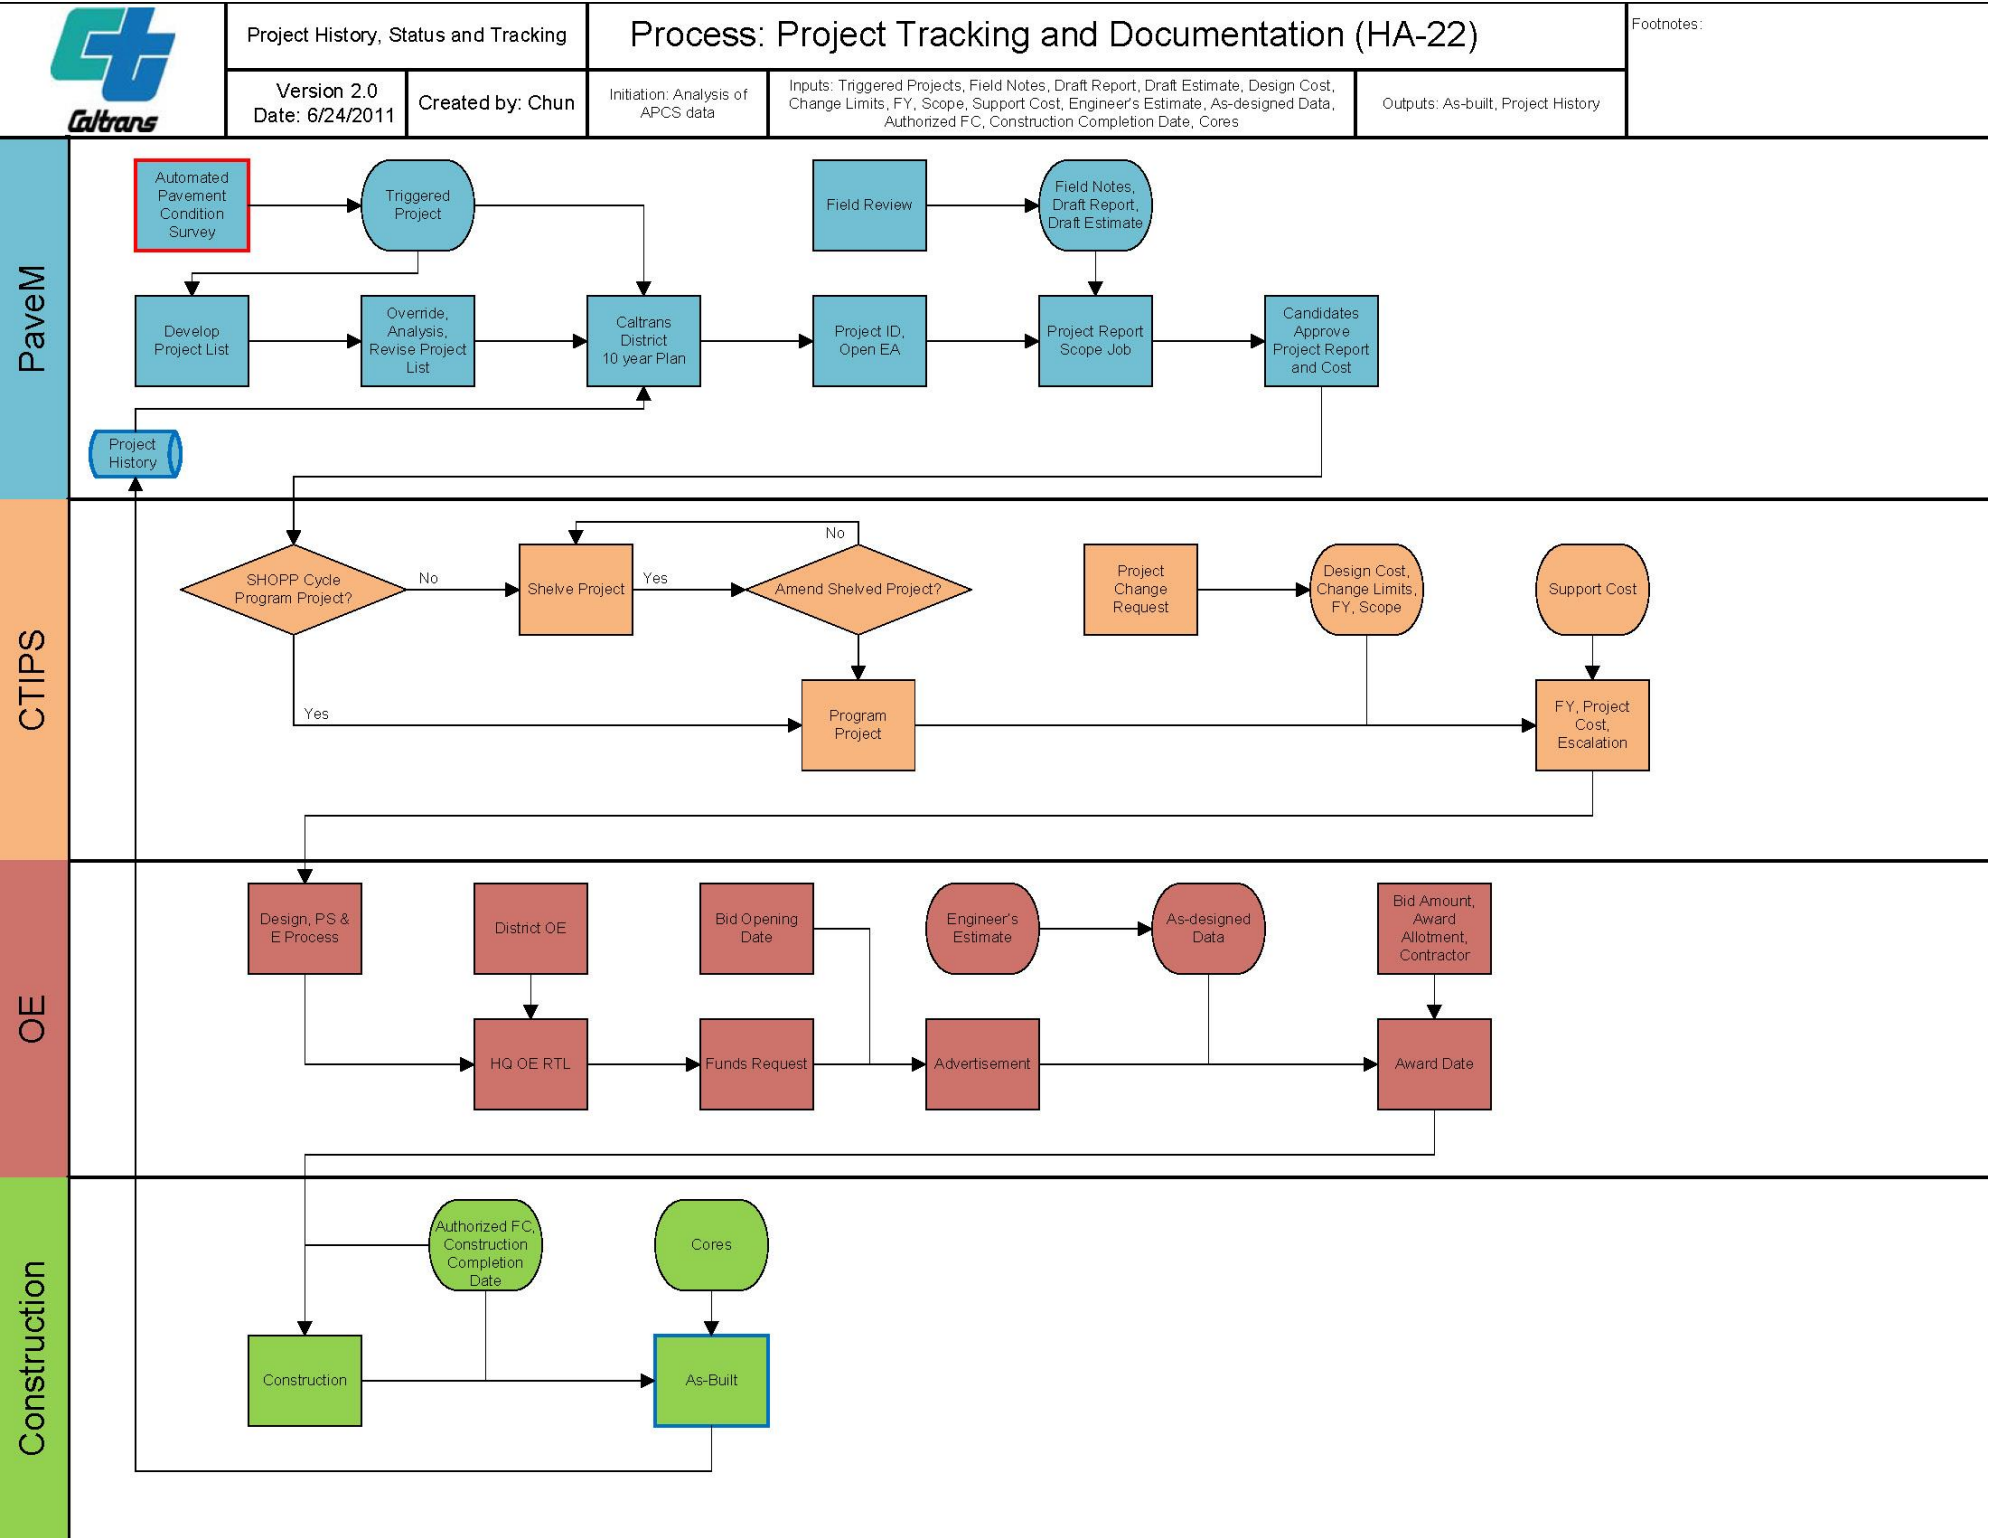 Caltrans
Project History, Status and Tracking
Process: Project Tracking and Documentation (HA-22)
Footnotes:
Version 2.0
Date: 6/24/2011
Created by: Chun
Initiation: Analysis of
APCS data
Inputs: Triggered Projects, Field Notes, Draft Report, Draft Estimate, Design Cost,
Change Limits, FY, Scope, Support Cost, Engineer's Estimate, As-designed Data,
Authorized FC, Construction Completion Date, Cores
Outputs: As-built, Project History
PaveM
Automated
Pavement
Condition
Survey
Triggered
Project
Field Review
Field Notes,
Draft Report,
Draft Estimate
Develop
Project List
Override,
Analysis,
Revise Project
List
Caltrans
District
10 year Plan
Project ID,
Open EA
Project Report
Scope Job
Candidates
Approve
Project Report
and Cost
Project
History
CTIPS
SHOPP Cycle
Program Project?
No
Shelve Project
Yes
No
Amend Shelved Project?
Project
Change
Request
Design Cost,
Change Limits,
FY, Scope
Support Cost
Yes
Program
Project
FY, Project
Cost,
Escalation
OE
Design, PS &
E Process
District OE
Bid Opening
Date
Engineer's
Estimate
As-designed
Data
Bid Amount,
Award
Allotment,
Contractor
HQ OE RTL
Funds Request
Advertisement
Award Date
Construction
Authorized FC,
Construction
Completion
Date
Cores
Construction
As-Built